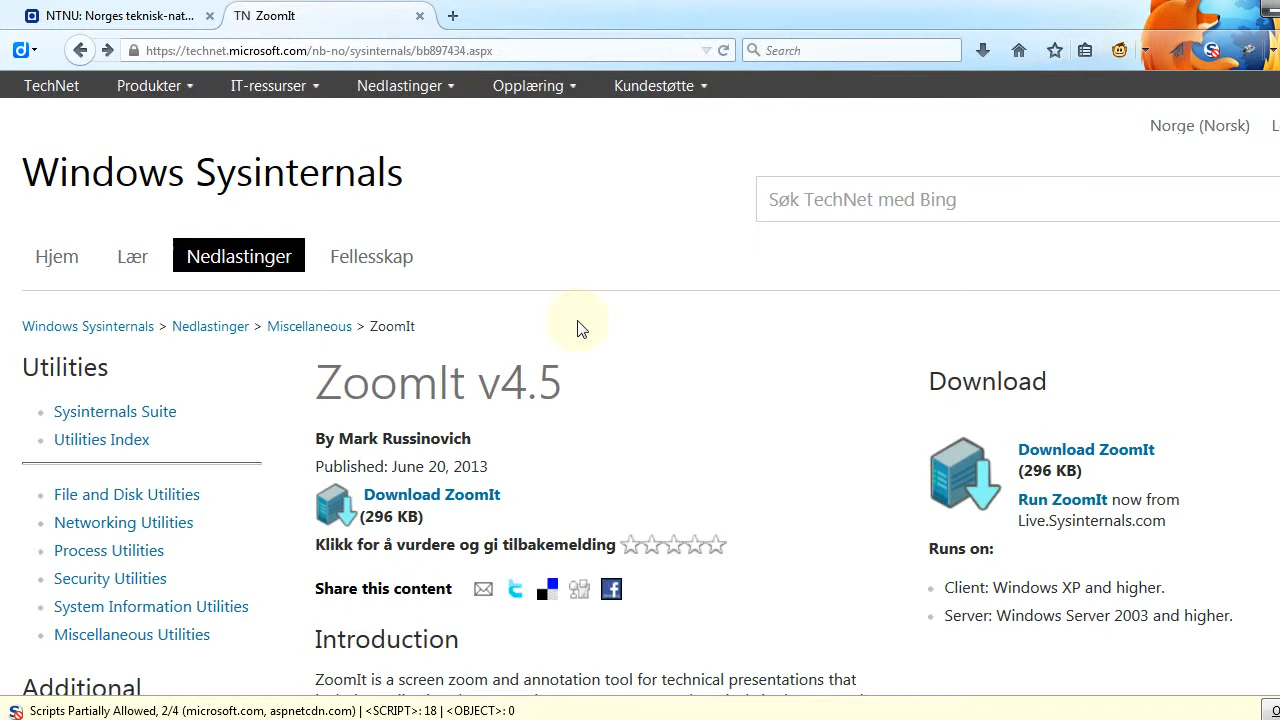 NTNU: Norges teknisk-nat...
TN ZoomIt
https://technet.microsoft.com/nb-no/sysinternals/bb897434.aspx
Search
TechNet Produkter IT-ressurser Nedlastinger Opplæring Kundestøtte
Norge (Norsk)
Windows Sysinternals
Søk TechNet med Bing
Hjem Lær Nedlastinger Fellesskap
Windows Sysinternals > Nedlastinger > Miscellaneous > ZoomIt
Utilities
Sysinternals Suite
Utilities Index
File and Disk Utilities
Networking Utilities
Process Utilities
Security Utilities
System Information Utilities
Miscellaneous Utilities
Additional
ZoomIt v4.5
By Mark Russinovich
Published: June 20, 2013
Download ZoomIt
(296 KB)
Klikk for å vurdere og gi tilbakemelding
Share this content
Introduction
ZoomIt is a screen zoom and annotation tool for technical presentations that
Download
Download ZoomIt
(296 KB)
Run ZoomIt now from
Live.Sysinternals.com
Runs on:
Client: Windows XP and higher.
Server: Windows Server 2003 and higher.
Scripts Partially Allowed, 2/4 (microsoft.com, aspnetcdn.com) | <SCRIPT>: 18 | <OBJECT>: 0